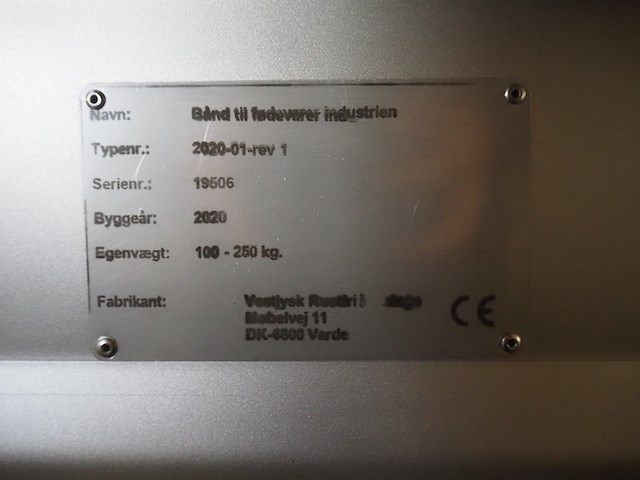 Navn: Bånd til fødevarer industrien
Typenr.: 2020-01-rev 1
Serienr.: 19506
Byggeår: 2020
Egenvægt: 100 - 250 kg.
Fabrikant: Vestjysk Rustfri
Møbelvej 11
DK-6800 Varde
CE